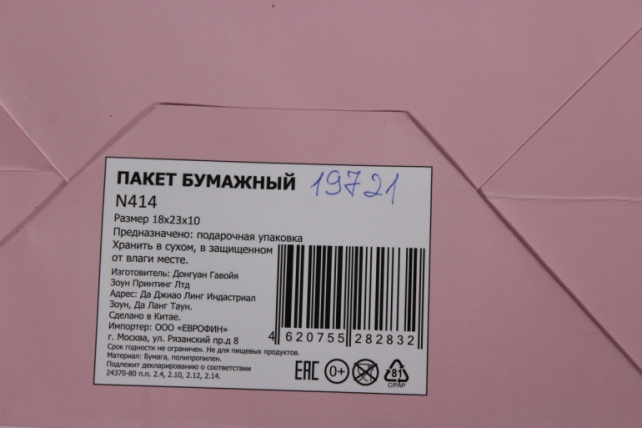 ПАКЕТ БУМАЖНЫЙ 19721
N414
Размер 18х23х10
Предназначено: подарочная упаковка
Хранить в сухом, в защищенном
от влаги месте.
Изготовитель: Донгуан Гавойя
Зоун Принтинг Лтд
Адрес: Да Джиао Линг Индастриал
Зоун, Да Ланг Таун.
Сделано в Китае.
Импортер: ООО «ЕВРОФИН»
г. Москва, ул. Рязанский пр.д 8
Срок годности не ограничен. Не для пищевых продуктов.
Материал: Бумага, полипропилен.
Подлежит декларированию о соответствии
24370-80 п.п. 2.4, 2.10, 2.12, 2.14.
4 620755 282832
ЕАС 0+ 81
C/PAP